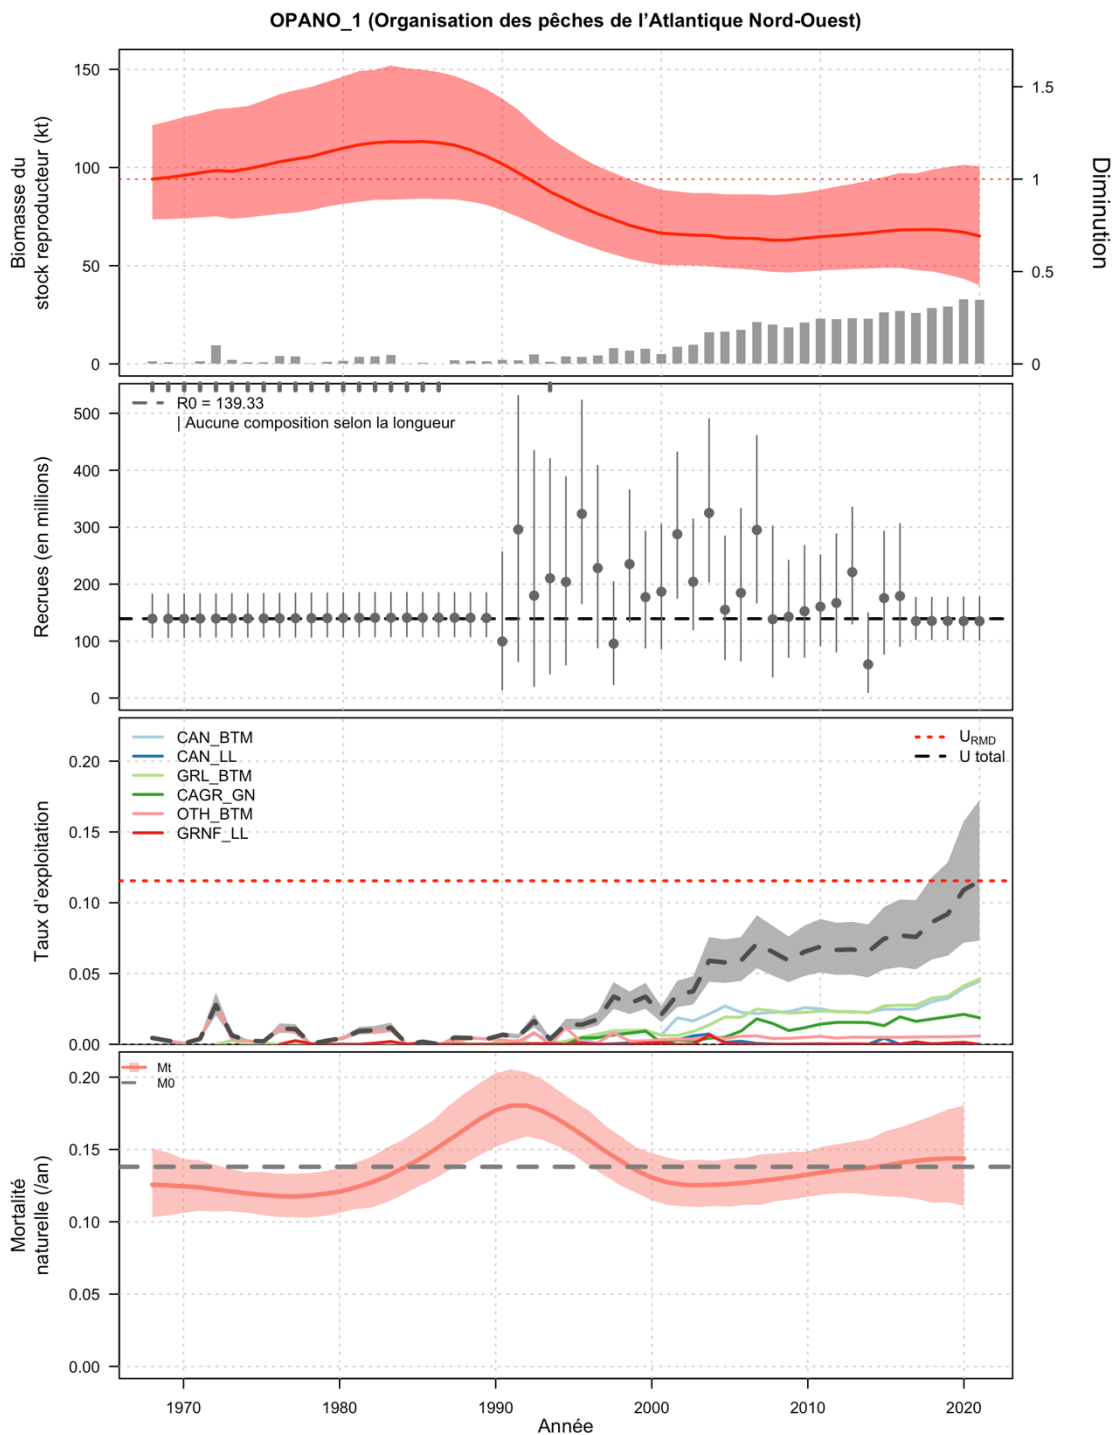 OPANO_1 (Organisation des pêches de l’Atlantique Nord-Ouest)
Biomasse du
stock reproducteur (kt)
150
100
50
0
1.5
1
0.5
0
Diminution
Recrues (en millions)
500
400
300
200
100
0
R0 = 139.33
| Aucune composition selon la longueur
Taux d’exploitation
0.20
0.15
0.10
0.05
0.00
CAN_BTM
CAN_LL
GRL_BTM
CAGR_GN
OTH_BTM
GRNF_LL
URMD
U total
Mortalité
naturelle (/an)
0.20
0.15
0.10
0.05
0.00
Mt
M0
1970 1980 1990 2000 2010 2020
Année